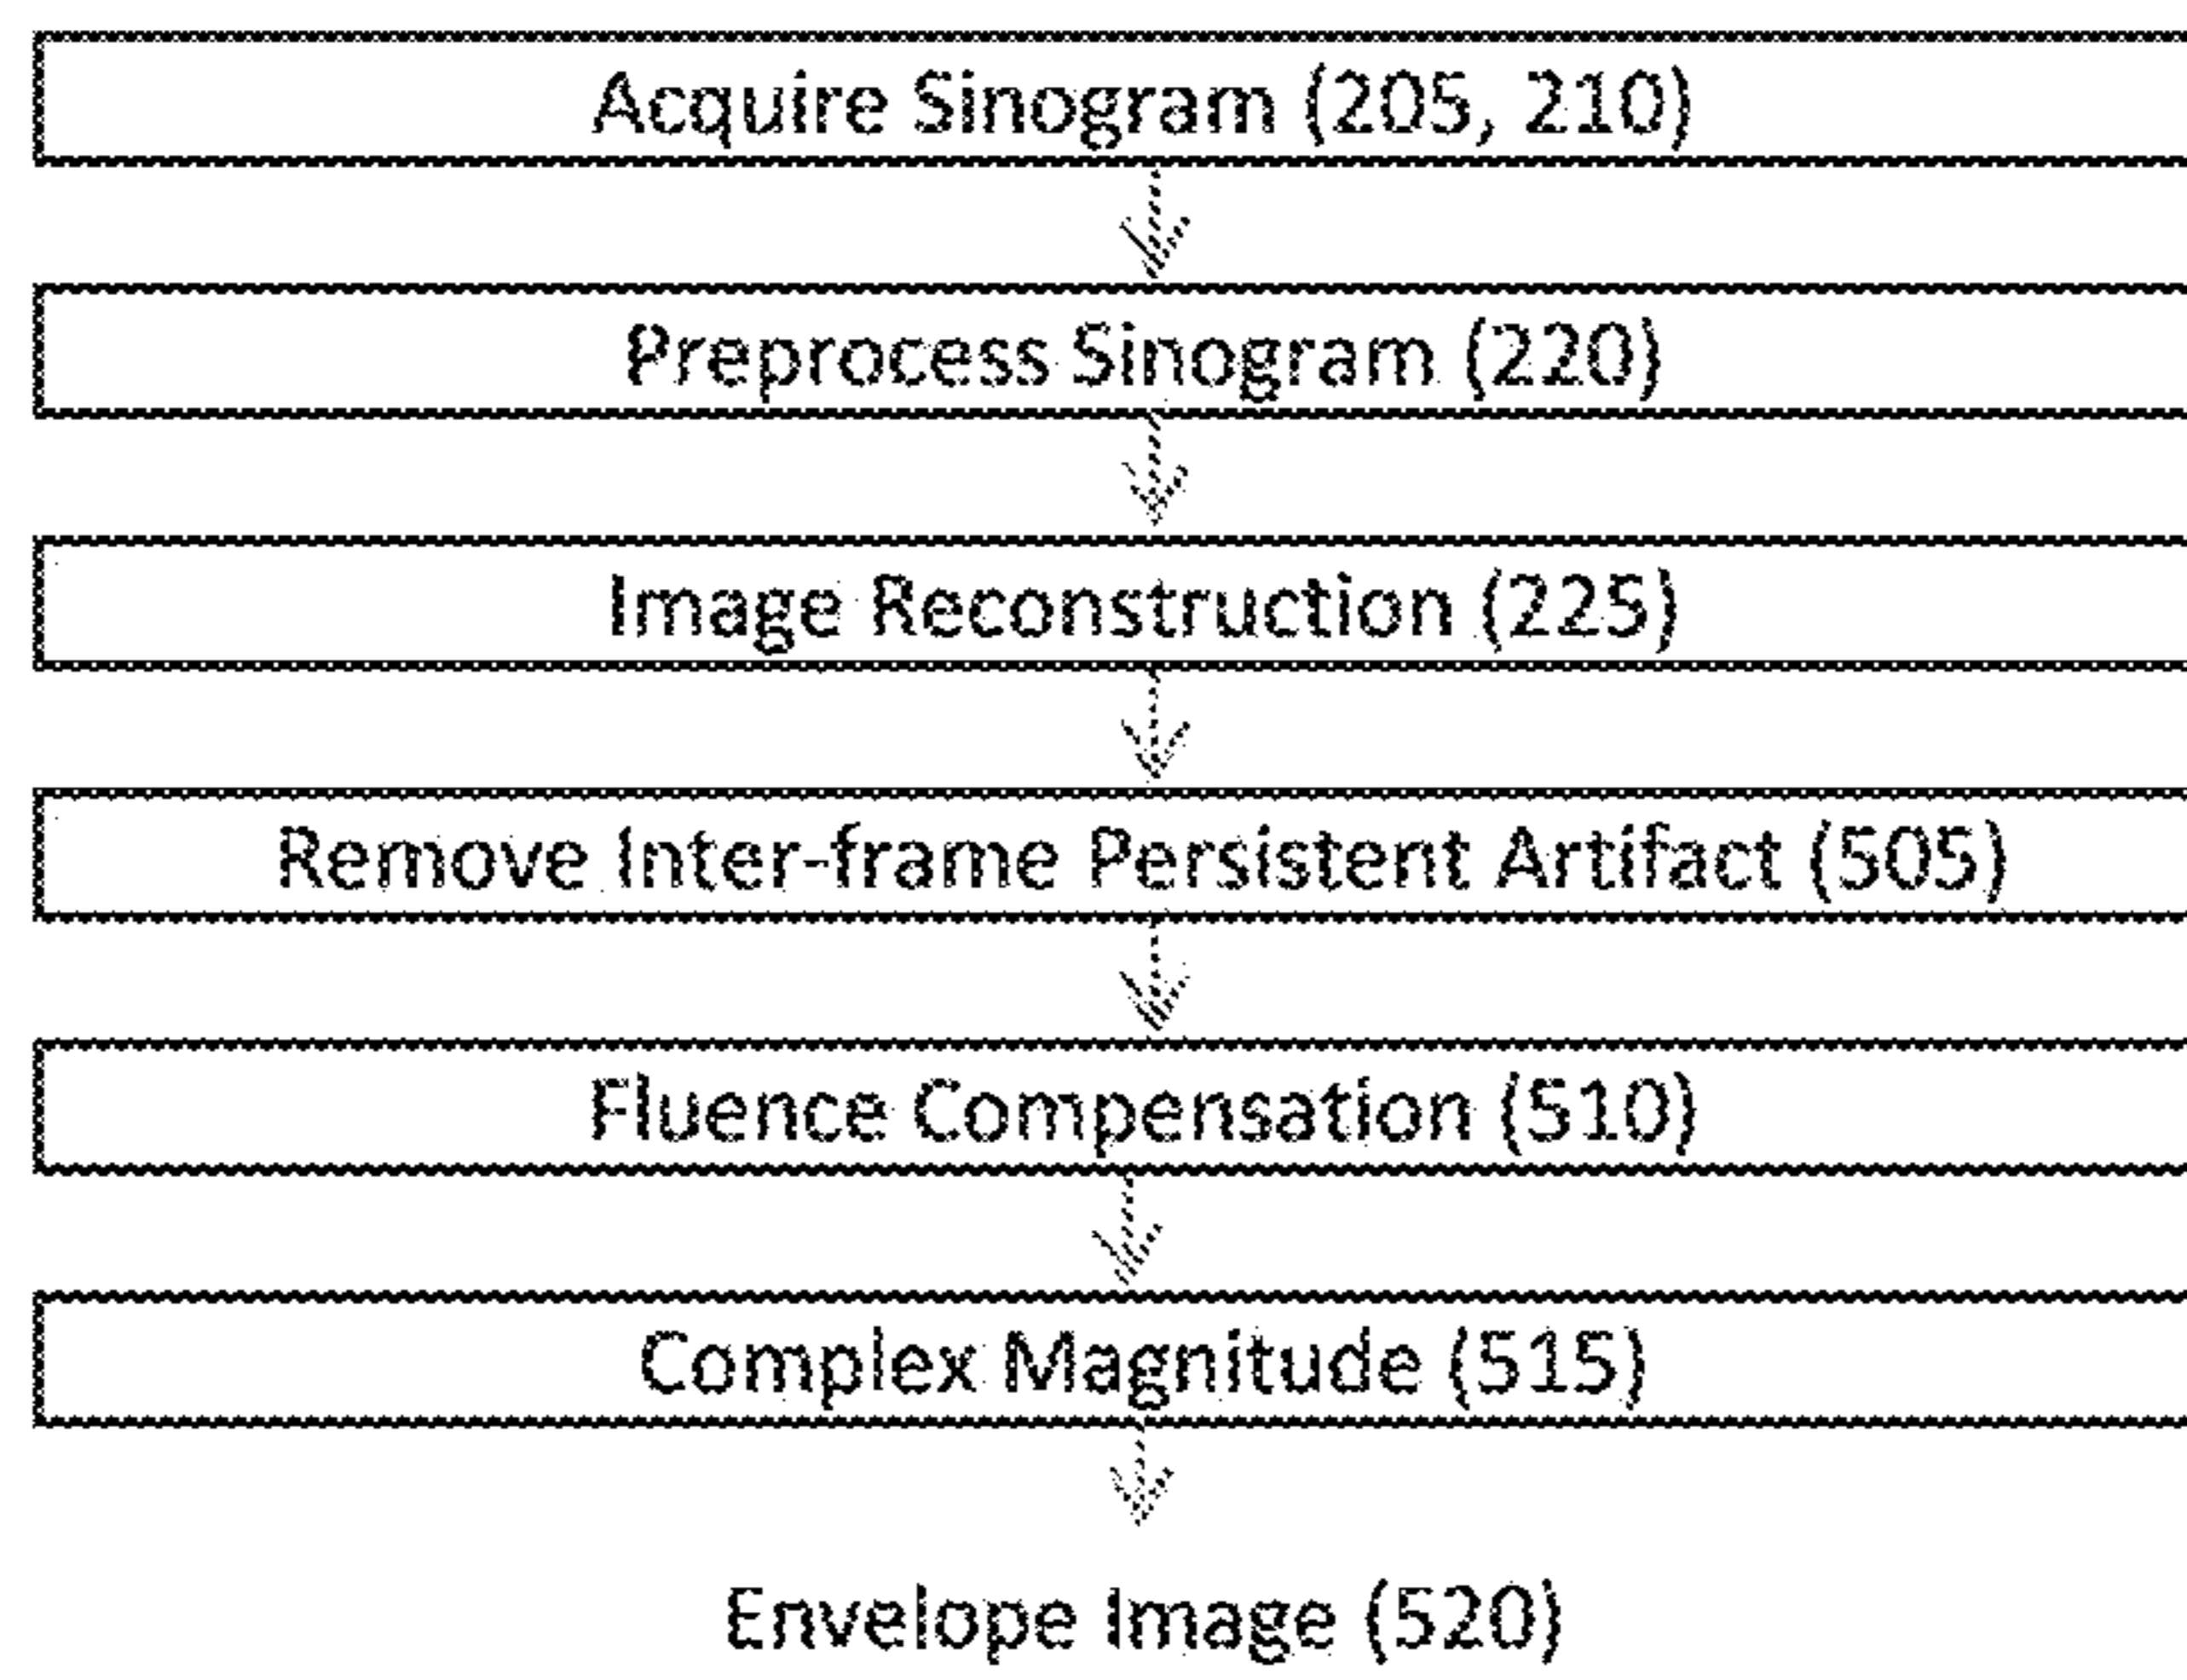 Acquire Sinogram (205, 210)
Preprocess Sinogram (220)
Image Reconstruction (225)
Remove Inter-frame Persistent Artifact (505)
Fluence Compensation (510)
Complex Magnitude (515)
Envelope Image (520)